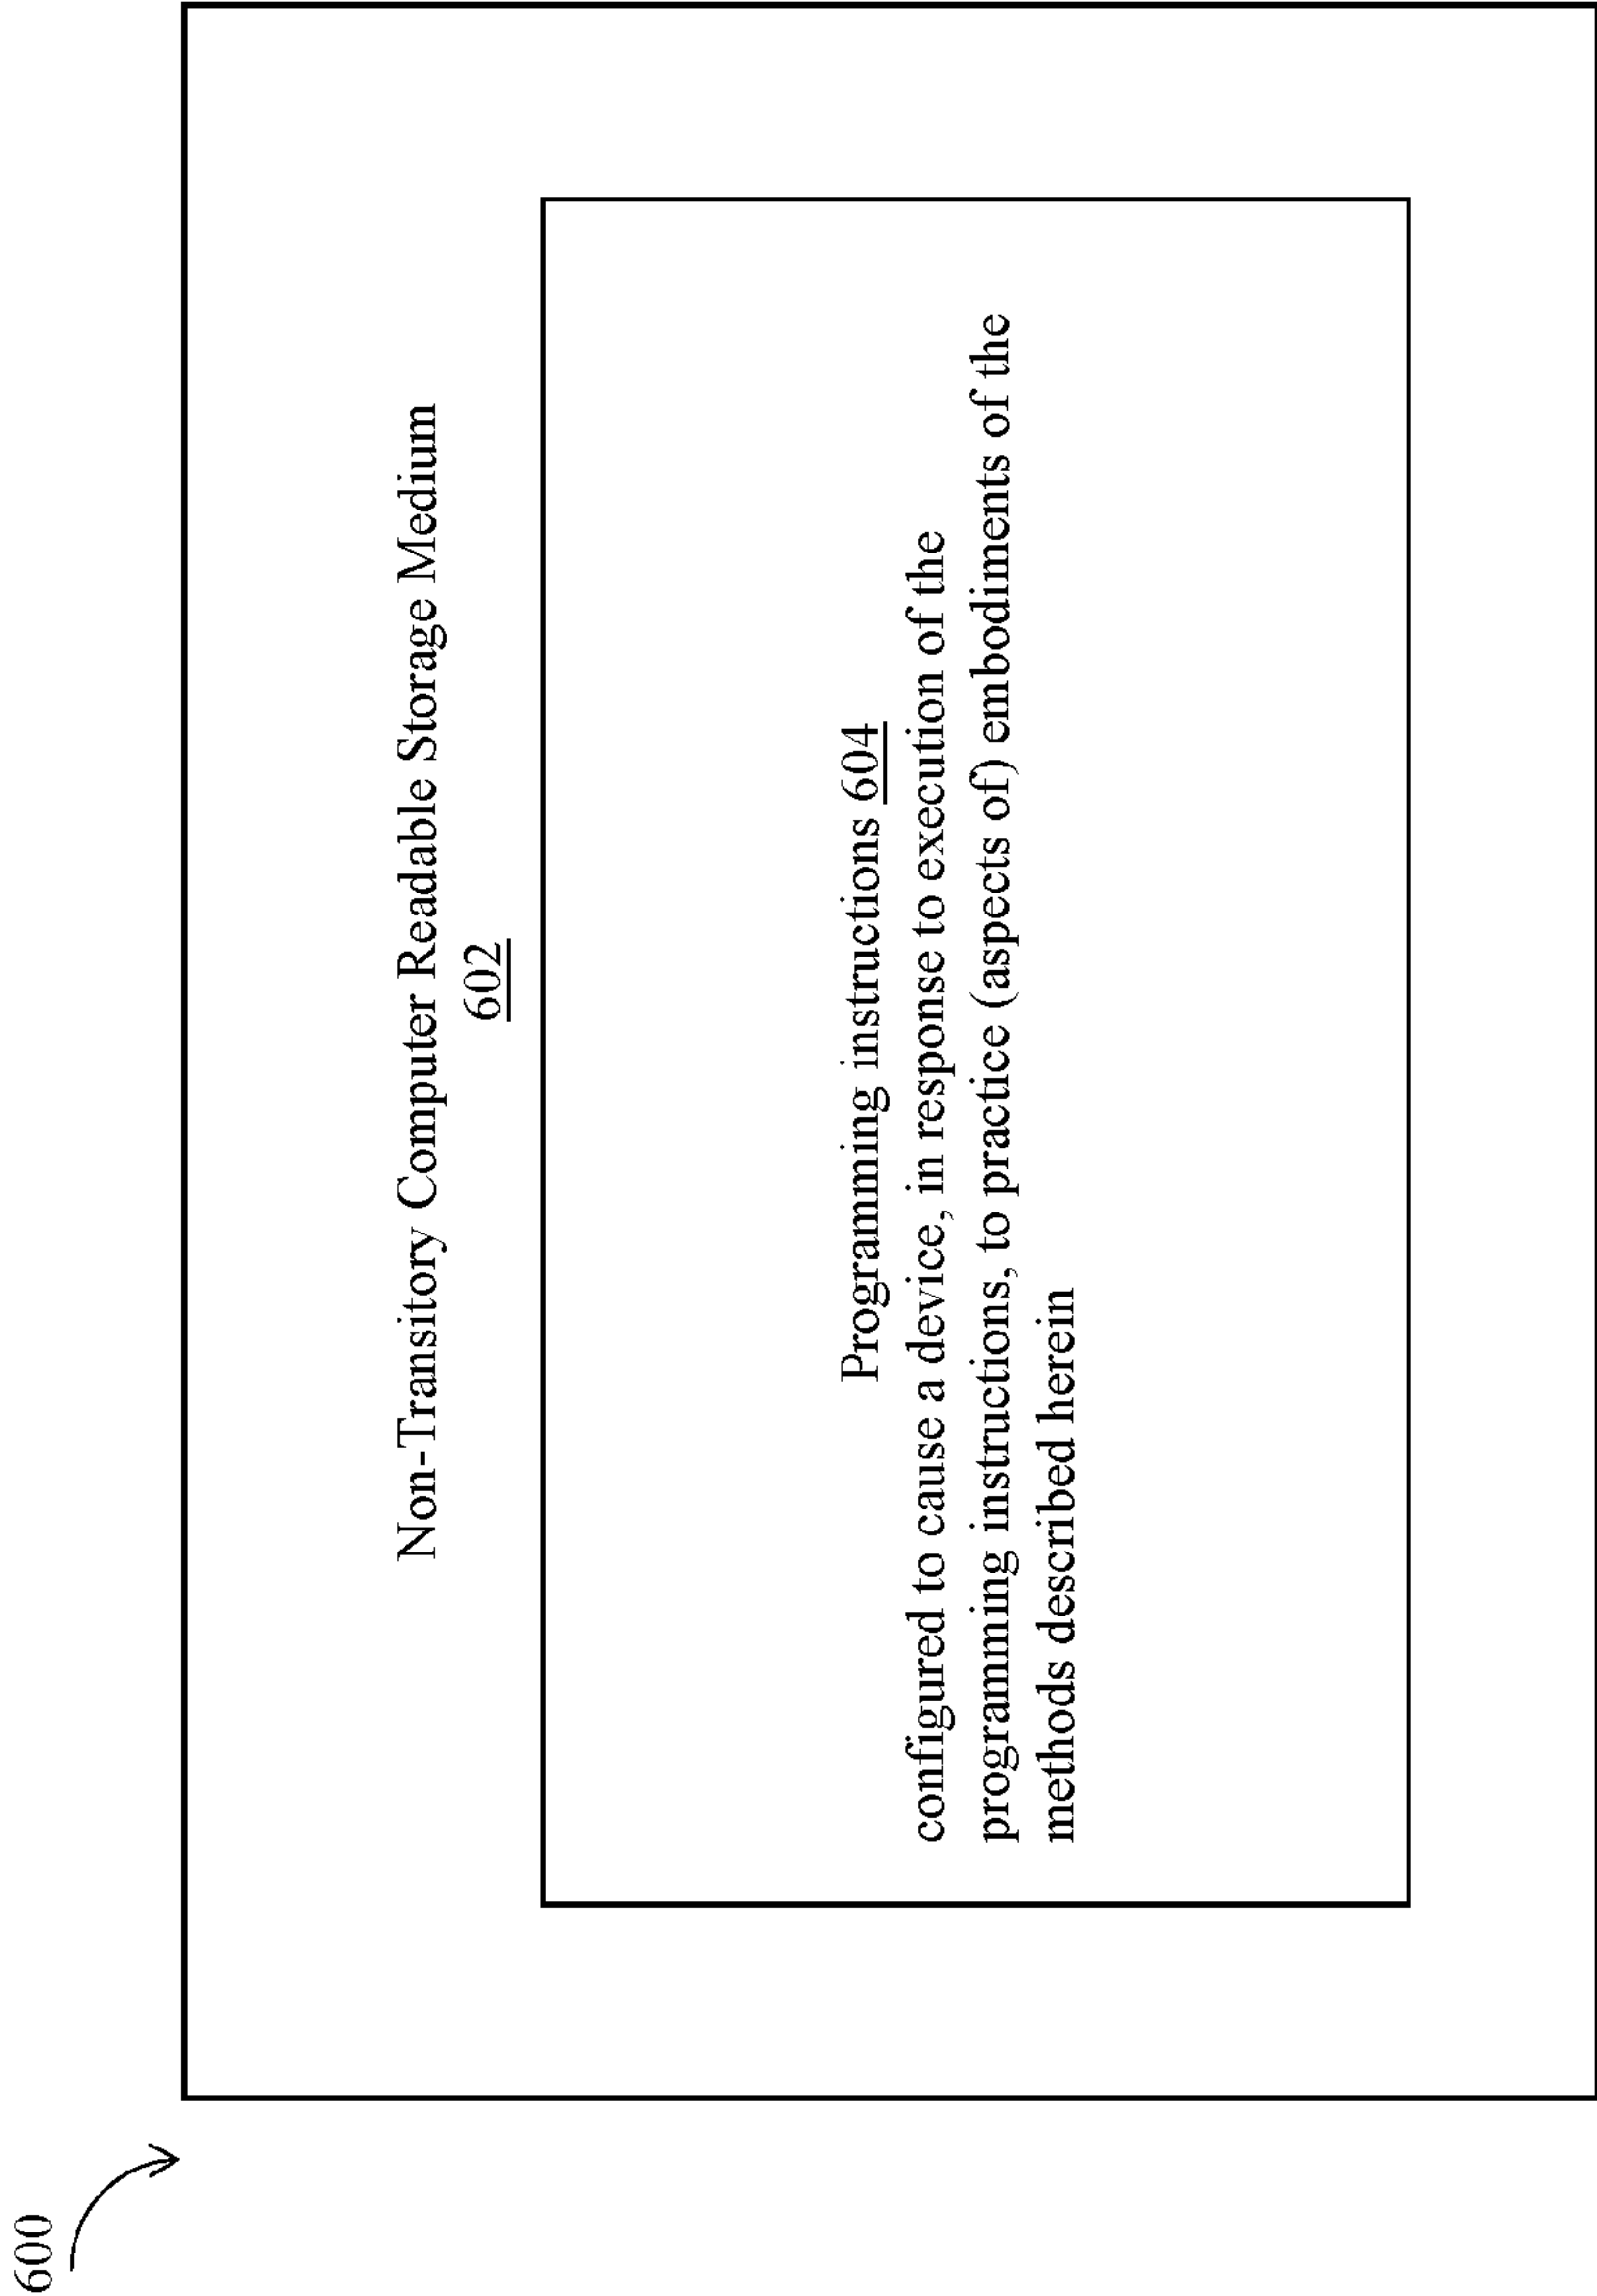 600
Non-Transitory Computer Readable Storage Medium
602
Programming instructions 604
configured to cause a device, in response to execution of the
programming instructions, to practice (aspects of) embodiments of the
methods described herein